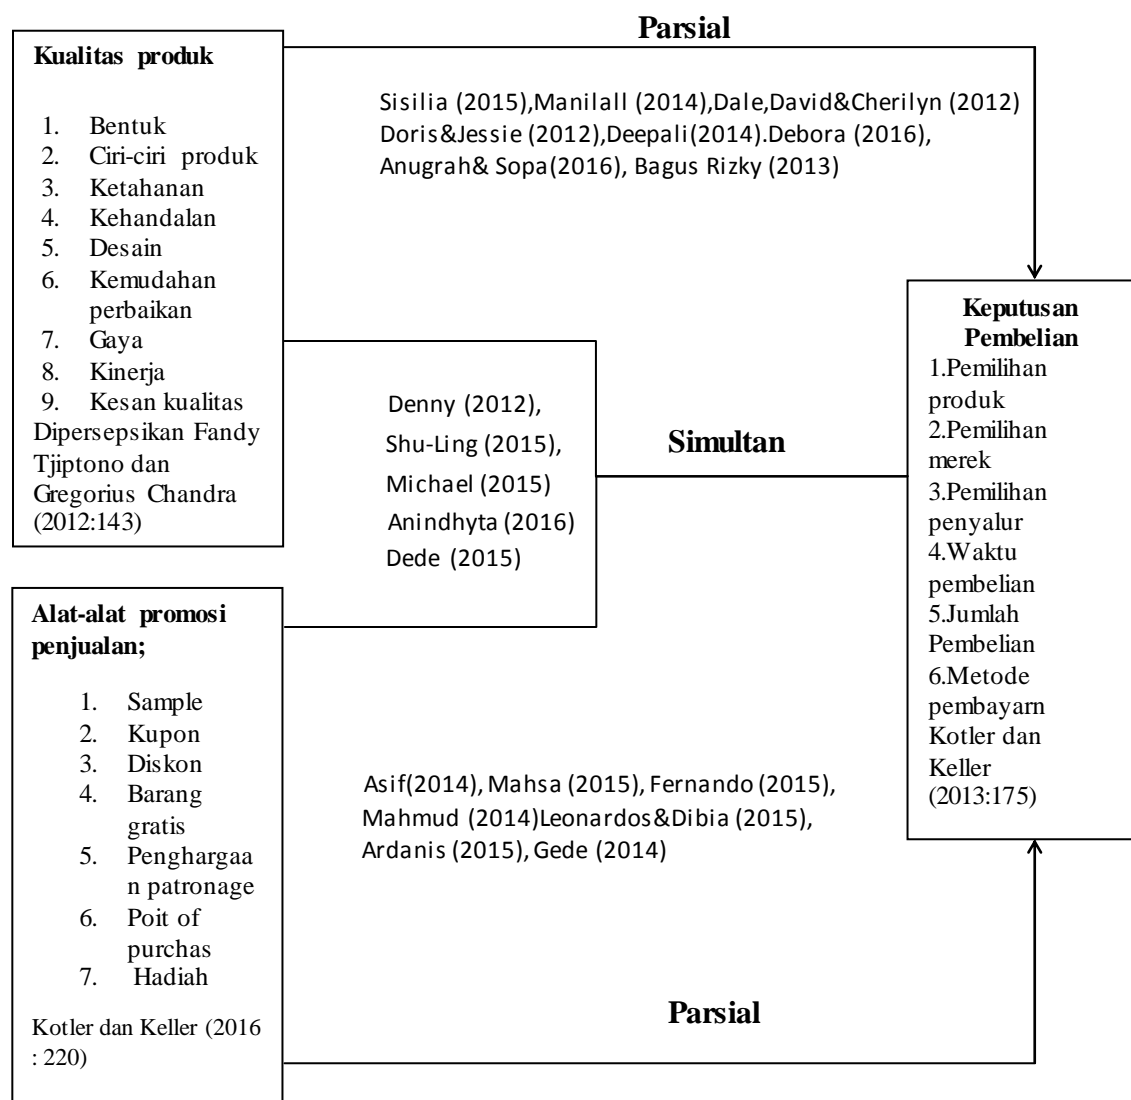 Parsial
Kualitas produk
1. Bentuk
2. Ciri-ciri produk
3. Ketahanan
4. Kehandalan
5. Desain
6. Kemudahan
perbaikan
7. Gaya
8. Kinerja
9. Kesan kualitas
Dipersepsikan Fandy
Tjiptono dan
Gregorius Chandra
(2012:143)
Sisilia (2015),Manilall (2014),Dale,David&Cherilyn (2012)
Doris&Jessie (2012),Deepali(2014).Debora (2016),
Anugrah& Sopa(2016), Bagus Rizky (2013)
Denny (2012),
Shu-Ling (2015),
Michael (2015)
Anindhyta (2016)
Dede (2015)
Simultan
Keputusan
Pembelian
1.Pemilihan
produk
2.Pemilihan
merek
3.Pemilihan
penyalur
4.Waktu
pembelian
5.Jumlah
Pembelian
6.Metode
pembayarn
Kotler dan
Keller
(2013:175)
Alat-alat promosi
penjualan;
1. Sample
2. Kupon
3. Diskon
4. Barang
gratis
5. Penghargaa
n patronage
6. Poit of
purchas
7. Hadiah
Kotler dan Keller (2016
: 220)
Asif(2014), Mahsa (2015), Fernando (2015),
Mahmud (2014)Leonardos&Dibia (2015),
Ardanis (2015), Gede (2014)
Parsial